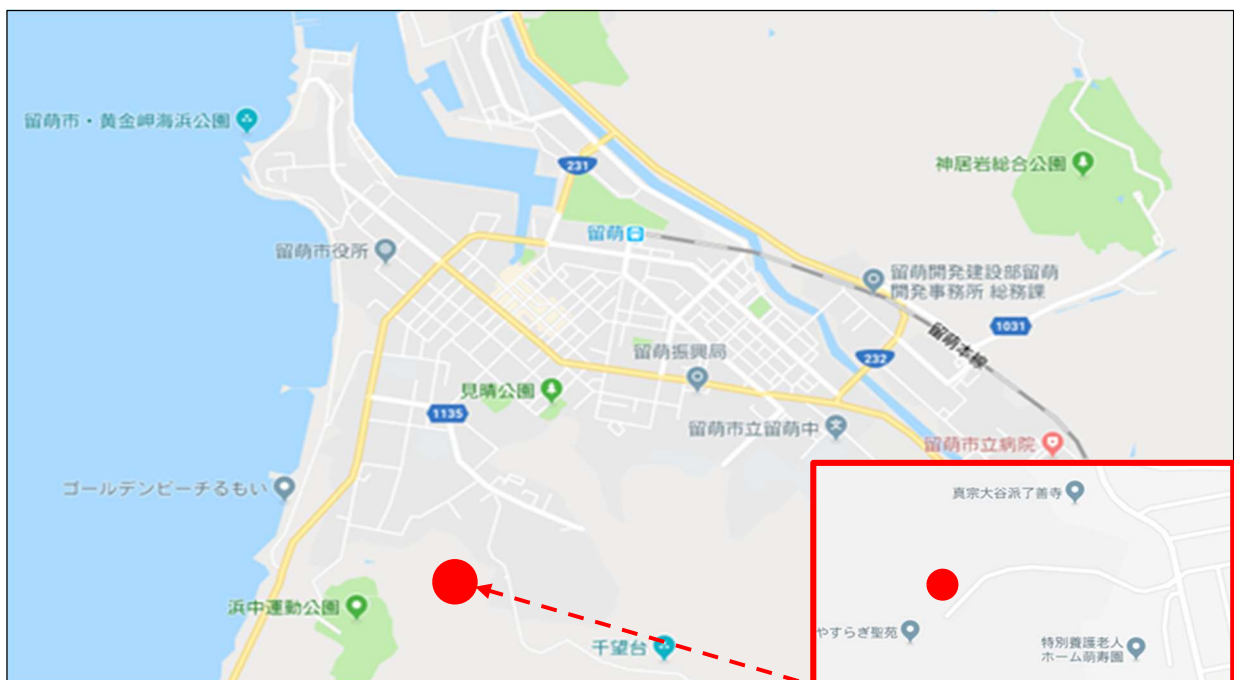 留萌市・黄金岬海浜公園
231
神居岩総合公園
留萌
留萌市役所
留萌開発建設部留萌
開発事務所 総務課
1031
留萌本線
留萌振興局
232
見晴公園
1135
留萌市立留萌中
留萌市立病院
ゴールデンビーチるもい
真宗大谷派了善寺
浜中運動公園
やすらぎ聖苑
特別養護老人
ホーム萌寿園
千望台